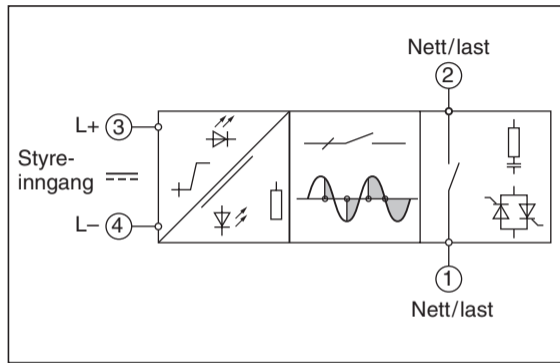 Nett/last
2
L+ 3
Styre-
inngang
L– 4
1
Nett/last